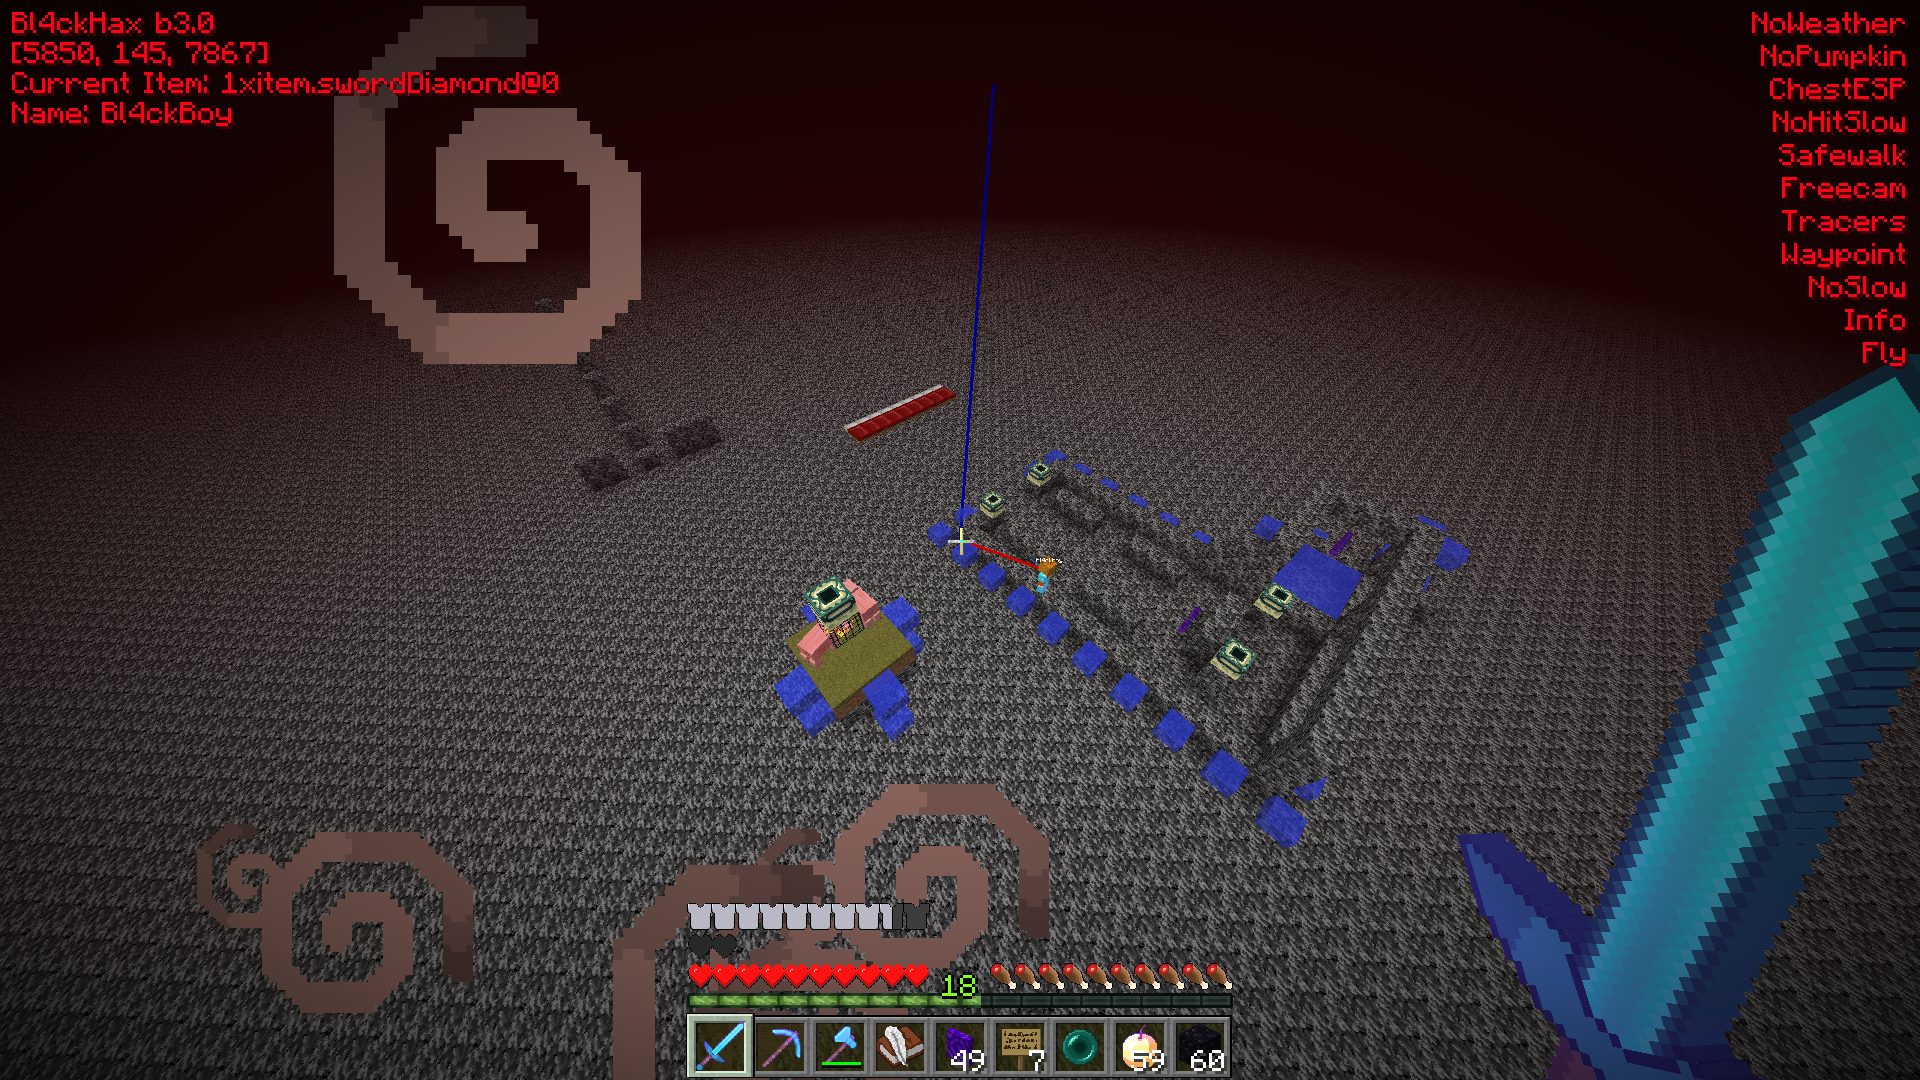 Bl4ckHax b3.0
[5850, 145, 7867]
Current Item: 1xitem.swordDiamond@0
Name: Bl4ckBoy
NoWeather
NoPumpkin
ChestESP
NoHitSlow
Safewalk
Freecam
Tracers
Waypoint
NoSlow
Info
Fly
18
49
7
59
60